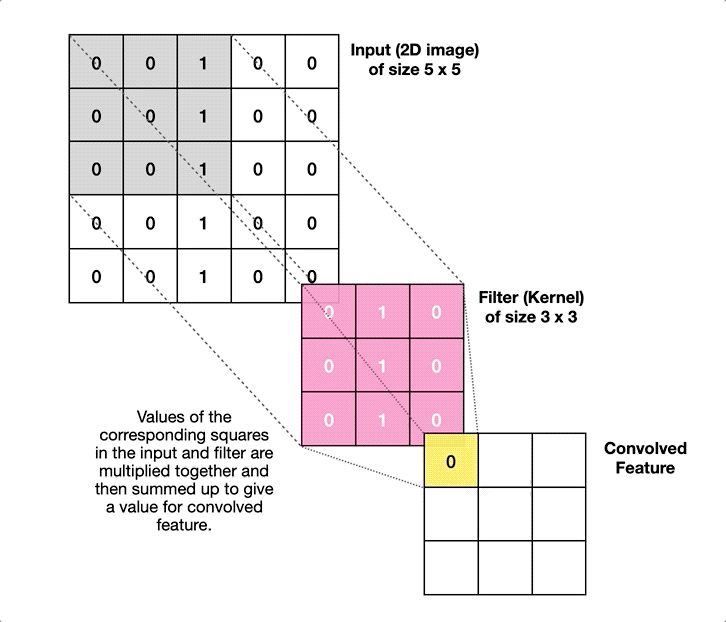 0 0 1 0 0
Input (2D image)
of size 5 x 5
0 0 1 0 0
0 0 1 0 0
0 0 1 0 0
0 0 1 0 0
Filter (Kernel)
of size 3 x 3
0 1 0
0 1 0
0 1 0
Values of the
corresponding squares
in the input and filter are
multiplied together and
then summed up to give
a value for convolved
feature.
0
Convolved
Feature